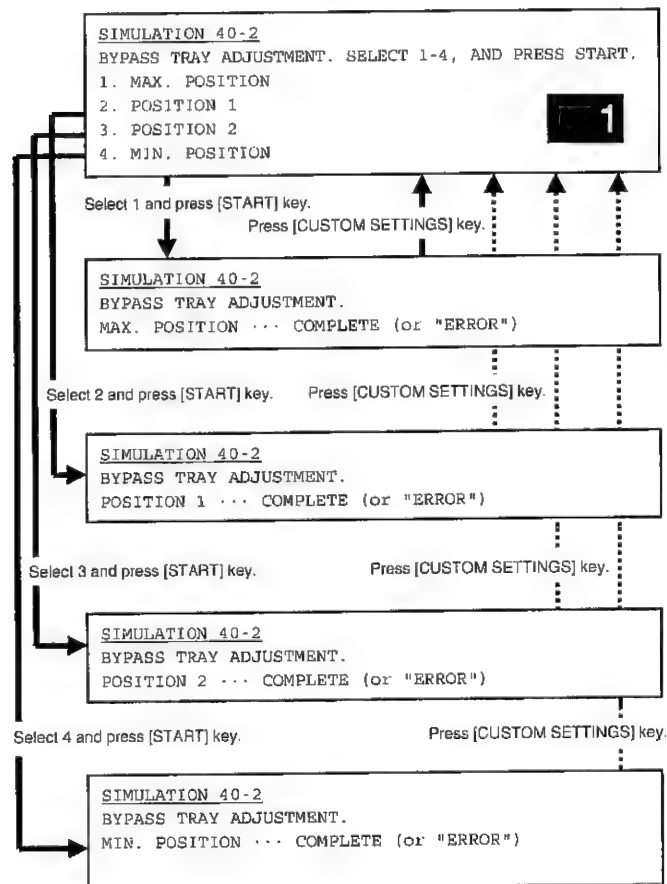 SIMULATION 40-2
BYPASS TRAY ADJUSTMENT. SELECT 1-4, AND PRESS START.
1. MAX. POSITION
2. POSITION 1
3. POSITION 2
4. MIN. POSITION
1
Select 1 and press [START] key.
Press [CUSTOM SETTINGS] key.
SIMULATION 40-2
BYPASS TRAY ADJUSTMENT.
MAX. POSITION ··· COMPLETE (or "ERROR")
Select 2 and press [START] key.
Press [CUSTOM SETTINGS] key.
SIMULATION 40-2
BYPASS TRAY ADJUSTMENT.
POSITION 1 ··· COMPLETE (or "ERROR")
Select 3 and press [START] key.
Press [CUSTOM SETTINGS] key.
SIMULATION 40-2
BYPASS TRAY ADJUSTMENT.
POSITION 2 ··· COMPLETE (or "ERROR")
Select 4 and press [START] key.
Press [CUSTOM SETTINGS] key.
SIMULATION 40-2
BYPASS TRAY ADJUSTMENT.
MIN. POSITION ··· COMPLETE (or "ERROR")